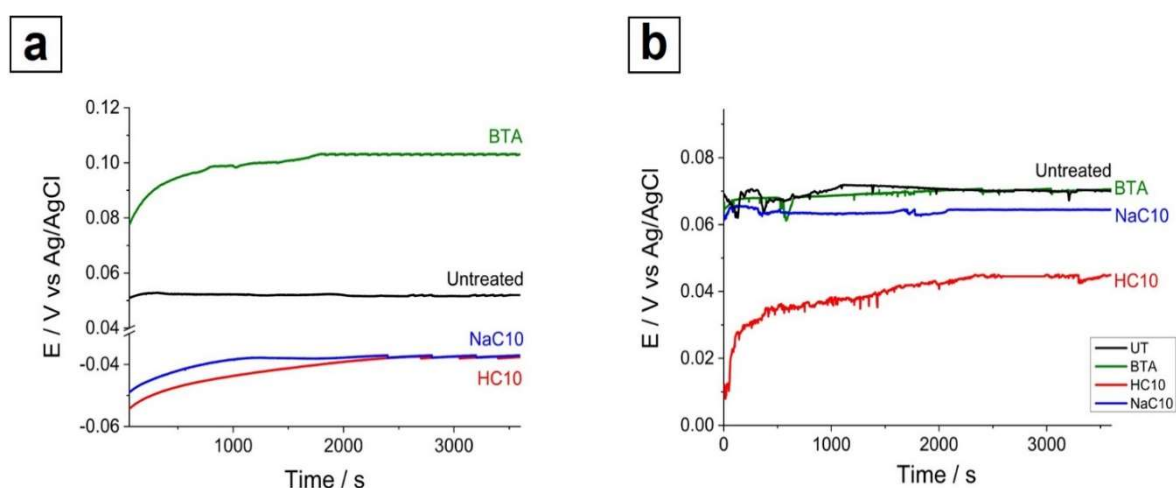 a
E / V vs Ag/AgCl
0.12
0.10
0.08
0.06
0.04
-0.04
-0.06
BTA
Untreated
NaC10
HC10
1000
2000
3000
Time / s
b
E / V vs Ag/AgCl
0.08
0.06
0.04
0.02
0.00
Untreated
BTA
NaC10
HC10
UT
BTA
HC10
NaC10
0
1000
2000
3000
Time / s